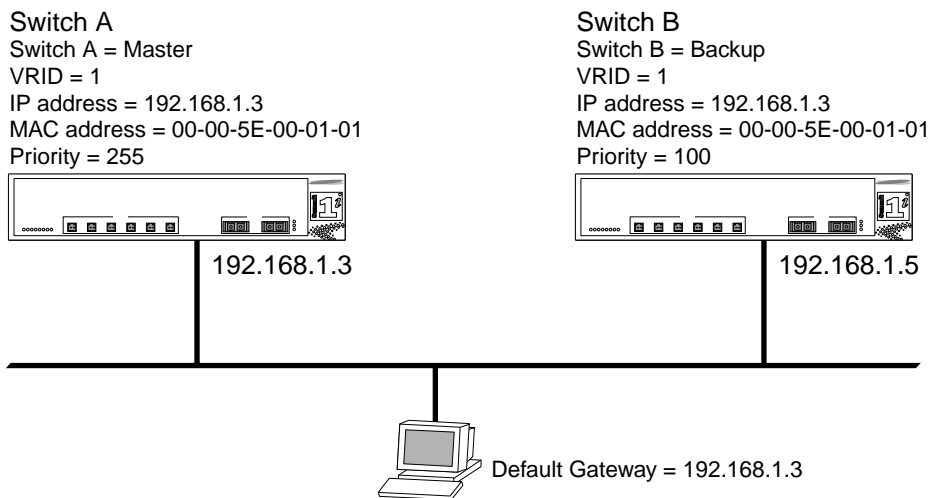 Switch A
Switch A = Master
VRID = 1
IP address = 192.168.1.3
MAC address = 00-00-5E-00-01-01
Priority = 255
Switch B
Switch B = Backup
VRID = 1
IP address = 192.168.1.3
MAC address = 00-00-5E-00-01-01
Priority = 100
192.168.1.3
192.168.1.5
Default Gateway = 192.168.1.3